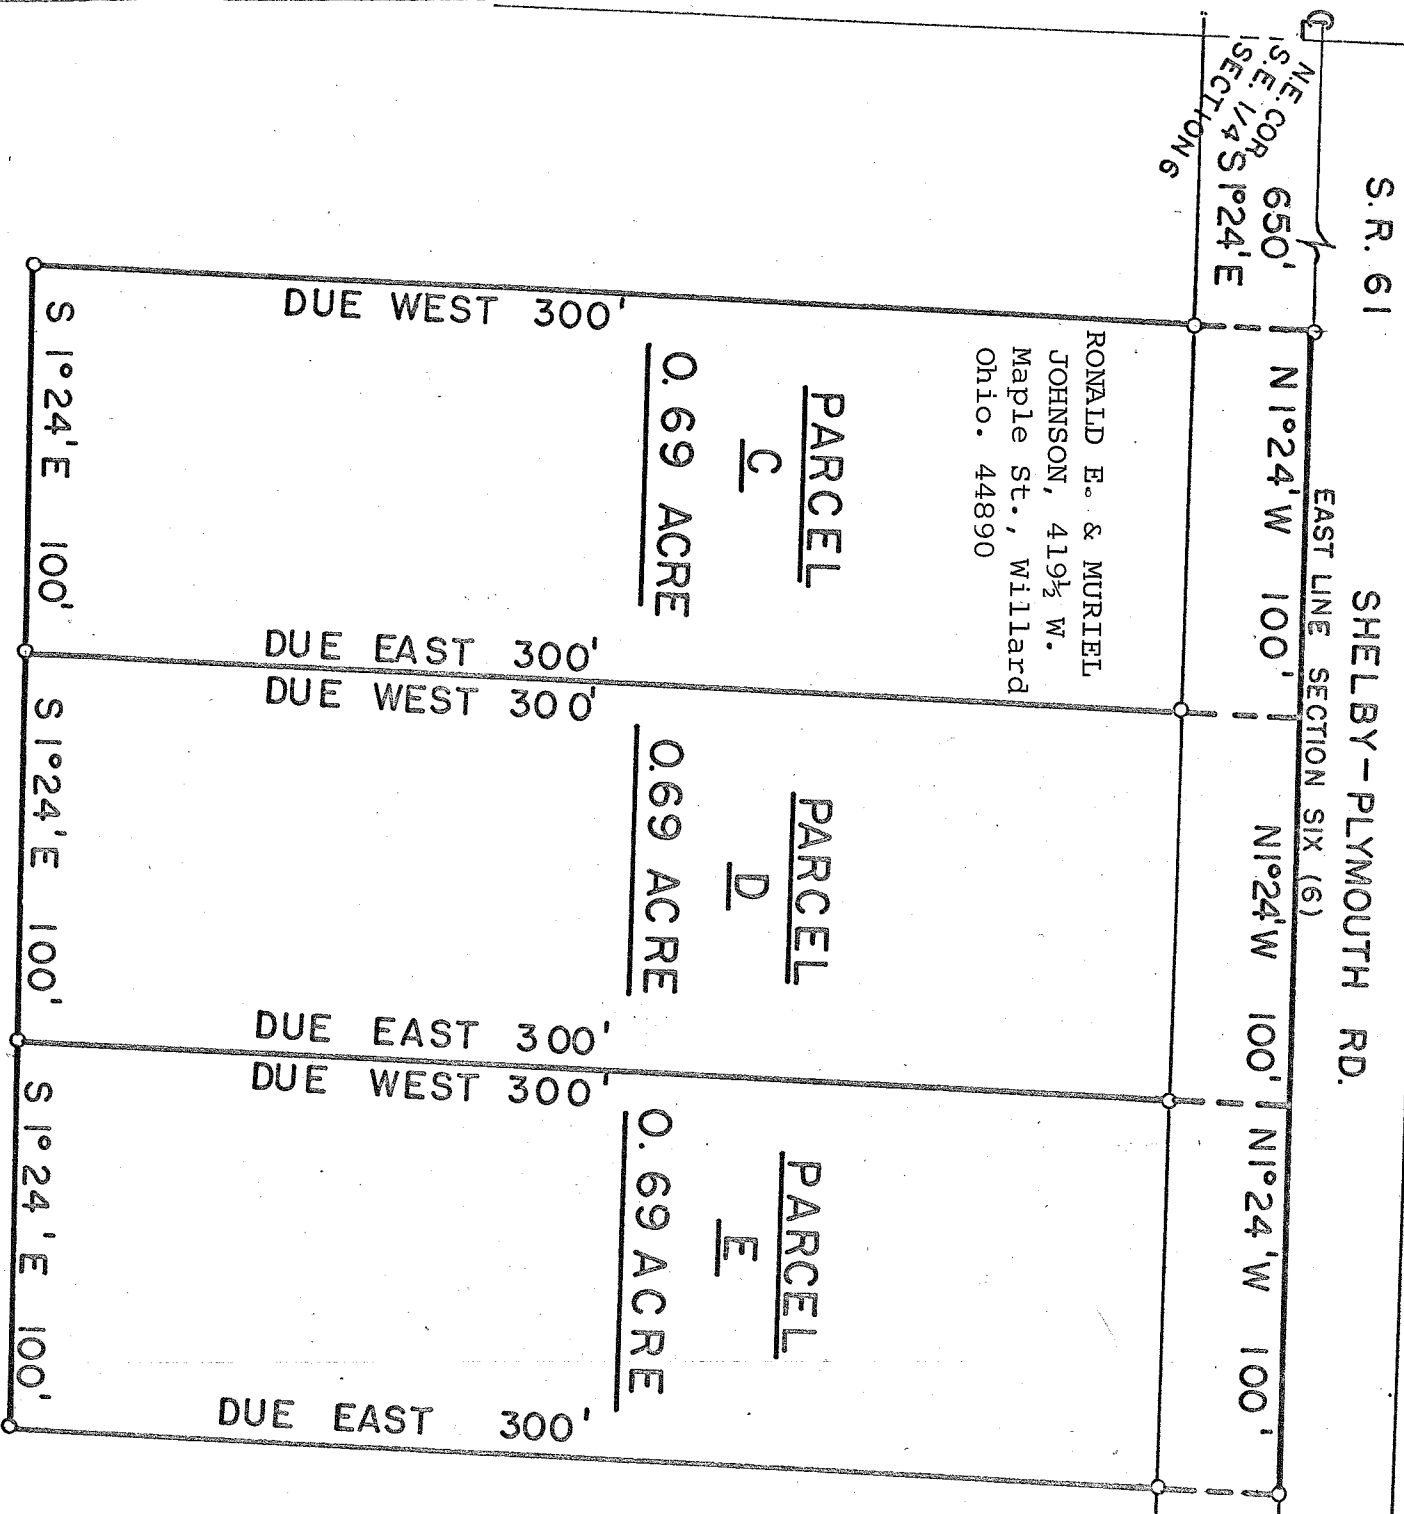 S.R. 61
SHELBY-PLYMOUTH RD.
EAST LINE SECTION SIX (6)
N.E. COR
S.E. 1/4
SECTION 6
650'
S 1°24'E
N 1°24'W 100'
N1°24'W 100'
N1°24'W 100'
RONALD E. & MURIEL
JOHNSON, 419½ W.
Maple St., Willard
Ohio. 44890
PARCEL
C
0.69 ACRE
DUE WEST 300'
DUE EAST 300'
S 1°24'E 100'
PARCEL
D
0.69 ACRE
DUE WEST 300'
DUE EAST 300'
S 1°24'E 100'
PARCEL
E
0.69 ACRE
DUE WEST 300'
DUE EAST 300'
S 1°24'E 100'